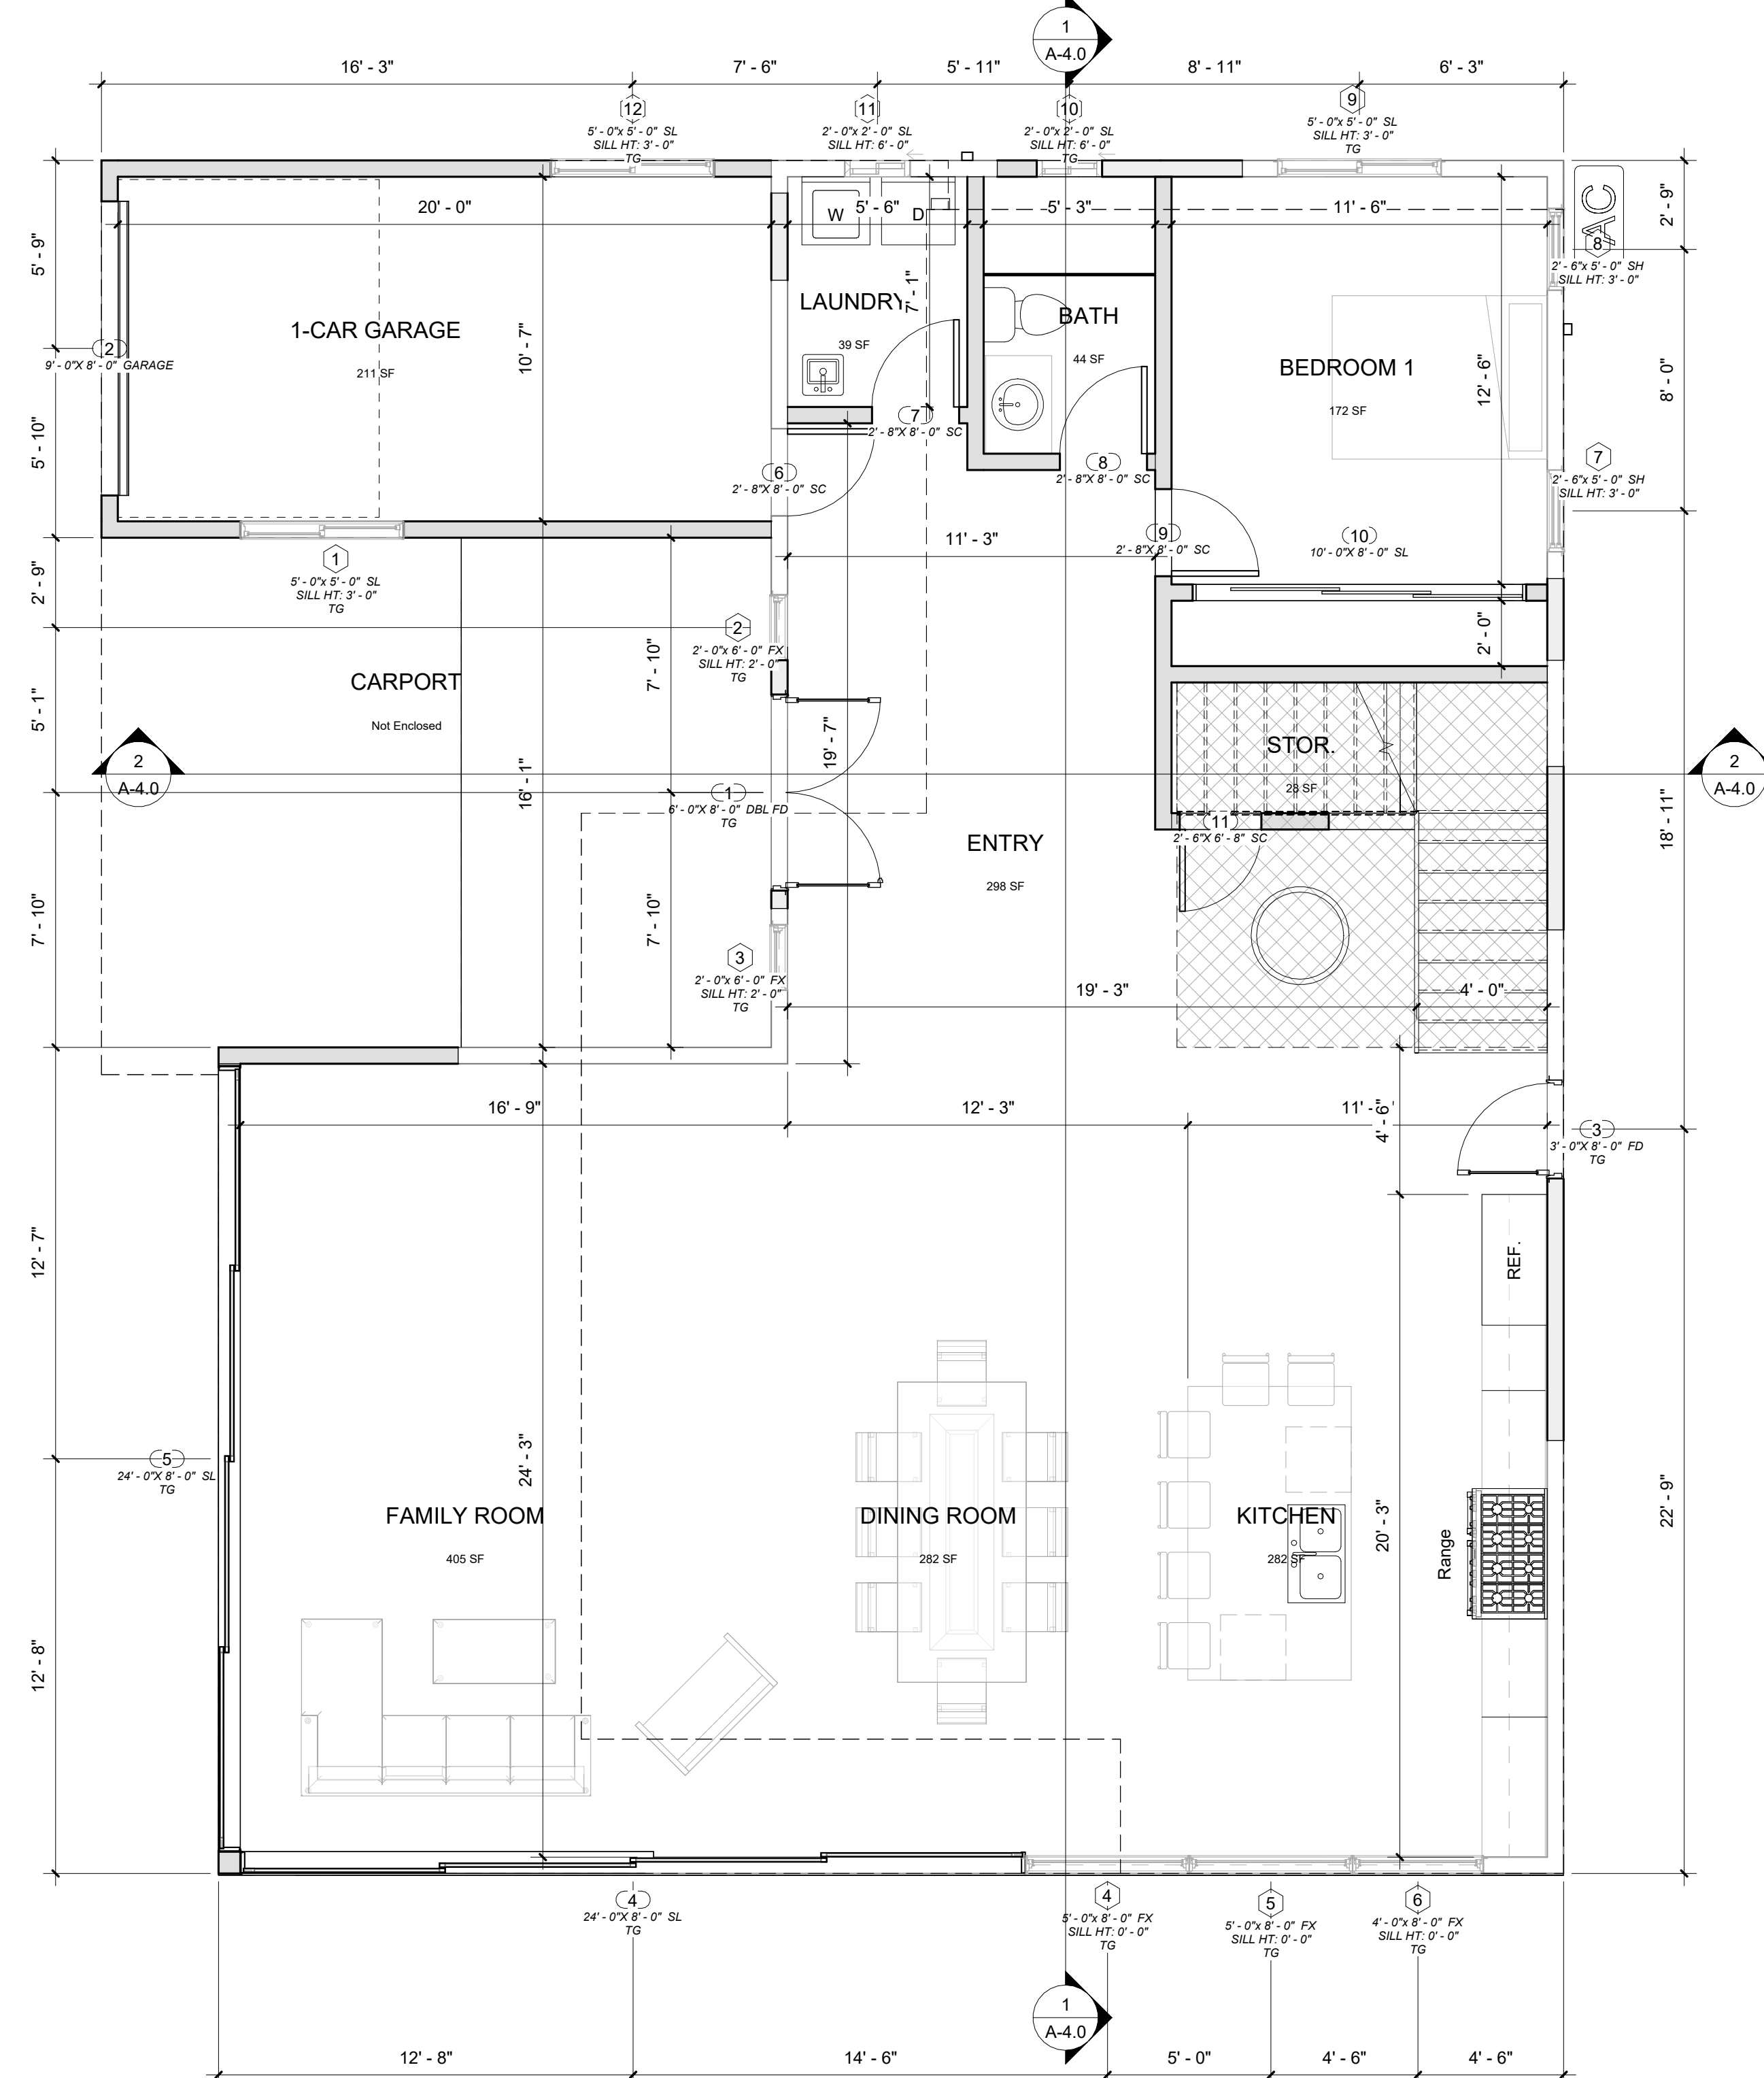 1
A-4.0
16' - 3"
7' - 6"
5' - 11"
8' - 11"
6' - 3"
12
5' - 0"x 5' - 0" SL
SILL HT: 3' - 0"
TG
11
2' - 0"x 2' - 0" SL
SILL HT: 6' - 0"
10
2' - 0"x 2' - 0" SL
SILL HT: 6' - 0"
TG
9
5' - 0"x 5' - 0" SL
SILL HT: 3' - 0"
TG
20' - 0"
W
5' - 6"
D
5' - 3"
11' - 6"
AC
8
2' - 6"x 5' - 0" SH
SILL HT: 3' - 0"
2' - 9"
5' - 9"
1-CAR GARAGE
211 SF
10' - 7"
LAUNDRY
39 SF
7' - 1"
BATH
44 SF
BEDROOM 1
172 SF
12' - 6"
8' - 0"
2
9' - 0"X 8' - 0" GARAGE
5' - 10"
7
2' - 8"X 8' - 0" SC
6
2' - 8"X 8' - 0" SC
8
2' - 8"X 8' - 0" SC
7
2' - 6"x 5' - 0" SH
SILL HT: 3' - 0"
11' - 3"
9
2' - 8"X 8' - 0" SC
10
10' - 0"X 8' - 0" SL
1
5' - 0"x 5' - 0" SL
SILL HT: 3' - 0"
TG
2' - 9"
2
2' - 0"x 6' - 0" FX
SILL HT: 2' - 0"
TG
7' - 10"
2' - 0"
CARPORT
Not Enclosed
5' - 1"
2
A-4.0
16' - 1"
19' - 7"
1
6' - 0"X 8' - 0" DBL FD
TG
STOR.
28 SF
11
2' - 6"X 6' - 8" SC
2
A-4.0
18' - 11"
ENTRY
298 SF
7' - 10"
7' - 10"
3
2' - 0"x 6' - 0" FX
SILL HT: 2' - 0"
TG
19' - 3"
4' - 0"
16' - 9"
12' - 3"
11' -
4' - 6"
3
3' - 0"X 8' - 0" FD
TG
12' - 7"
REF.
24' - 3"
5
24' - 0"X 8' - 0" SL
TG
FAMILY ROOM
405 SF
DINING ROOM
282 SF
KITCHEN
282 SF
20' - 3"
Range
22' - 9"
12' - 8"
4
24' - 0"X 8' - 0" SL
TG
4
5' - 0"x 8' - 0" FX
SILL HT: 0' - 0"
TG
5
5' - 0"x 8' - 0" FX
SILL HT: 0' - 0"
TG
6
4' - 0"x 8' - 0" FX
SILL HT: 0' - 0"
TG
1
A-4.0
12' - 8"
14' - 6"
5' - 0"
4' - 6"
4' - 6"